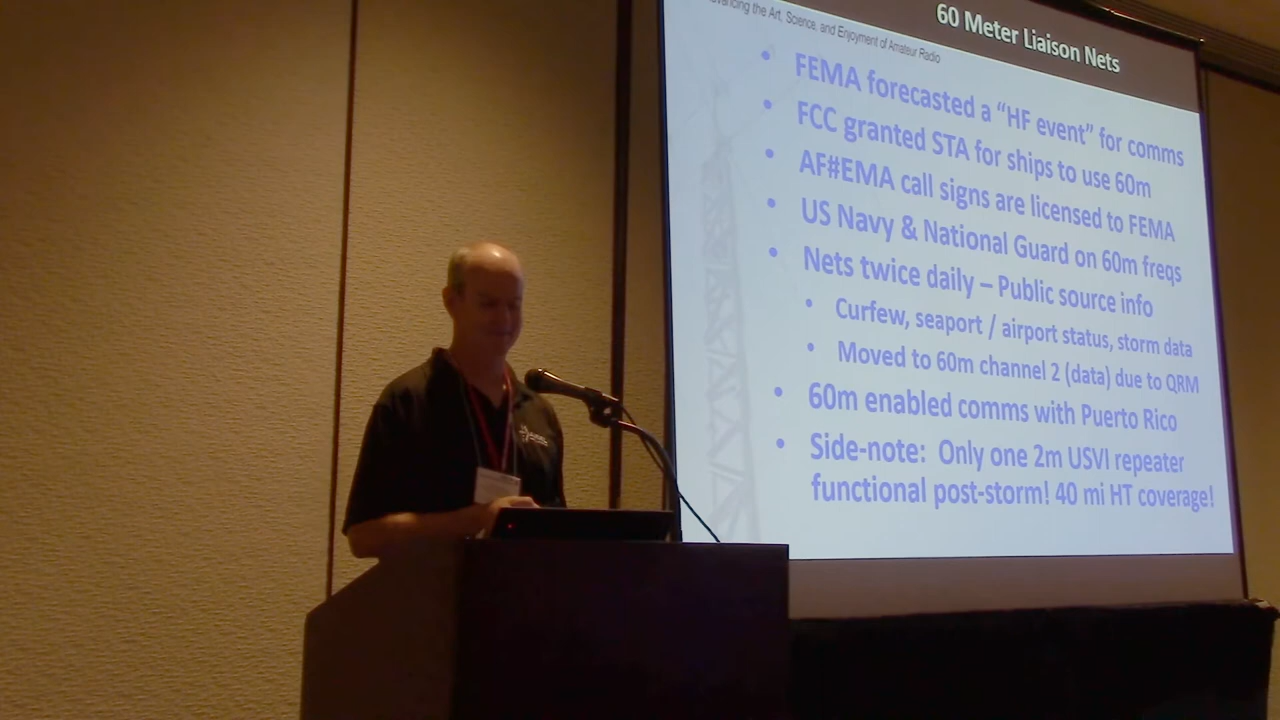 the Art, Science, and Enjoyment of Amateur Radio
60 Meter Liaison Nets
• FEMA forecasted a “HF event” for comms
• FCC granted STA for ships to use 60m
• AF#EMA call signs are licensed to FEMA
• US Navy & National Guard on 60m freqs
• Nets twice daily – Public source info
• Curfew, seaport / airport status, storm data
• Moved to 60m channel 2 (data) due to QRM
• 60m enabled comms with Puerto Rico
• Side-note: Only one 2m USVI repeater
functional post-storm! 40 mi HT coverage!